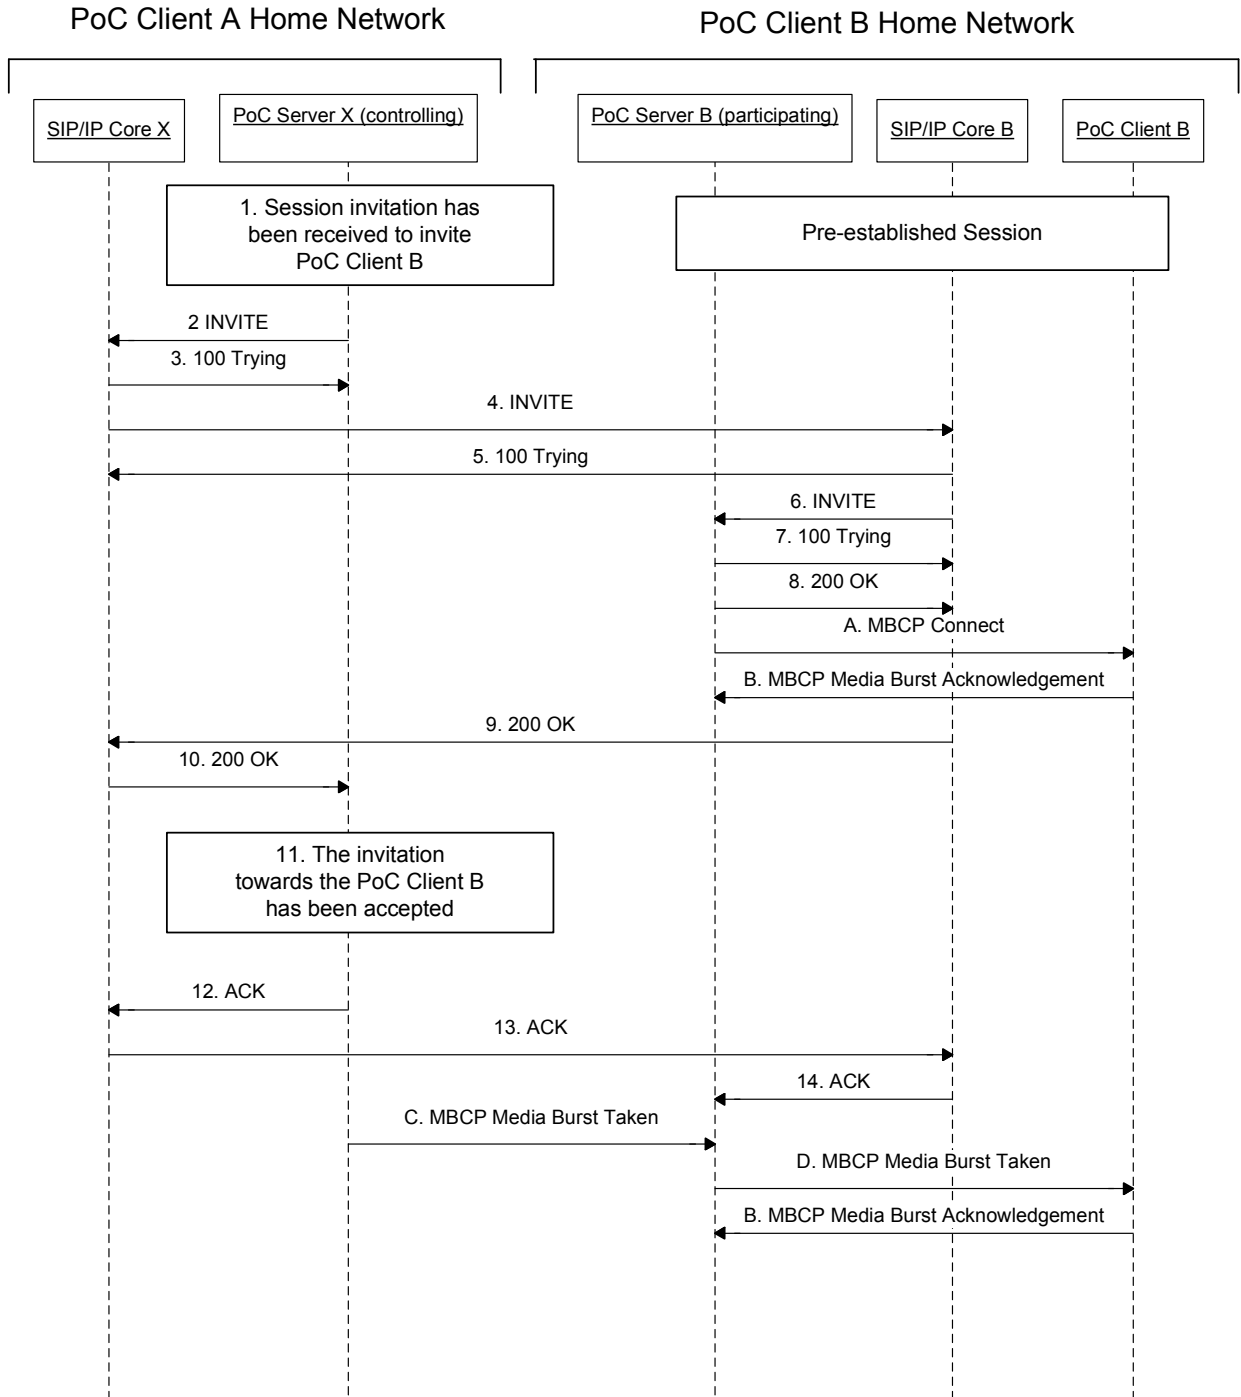 PoC Client A Home Network
PoC Client B Home Network
SIP/IP Core X
PoC Server X (controlling)
PoC Server B (participating)
SIP/IP Core B
PoC Client B
1. Session invitation has
been received to invite
PoC Client B
Pre-established Session
2 INVITE
3. 100 Trying
4. INVITE
5. 100 Trying
6. INVITE
7. 100 Trying
8. 200 OK
A. MBCP Connect
B. MBCP Media Burst Acknowledgement
9. 200 OK
10. 200 OK
11. The invitation
towards the PoC Client B
has been accepted
12. ACK
13. ACK
14. ACK
C. MBCP Media Burst Taken
D. MBCP Media Burst Taken
B. MBCP Media Burst Acknowledgement